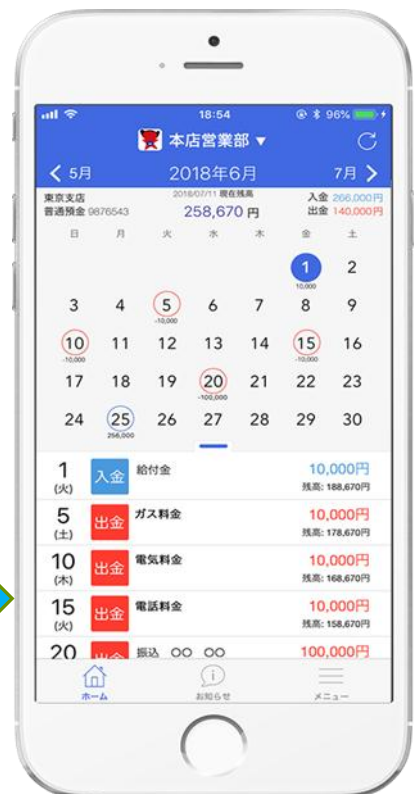 18:54
96%
本店営業部 ▼
5月 2018年6月 7月
東京支店 2018/07/11 現在残高 入金 266,000円
普通預金 9876543 258,670 円 出金 140,000円
日 月 火 水 木 金 土
1 2
10,000
3 4 5 6 7 8 9
-10,000
10 11 12 13 14 15 16
-10,000 -10,000
17 18 19 20 21 22 23
-100,000
24 25 26 27 28 29 30
256,000
1 入金 給付金 10,000円
(火) 残高: 188,670円
5 出金 ガス料金 10,000円
(土) 残高: 178,670円
10 出金 電気料金 10,000円
(木) 残高: 168,670円
15 出金 電話料金 10,000円
(火) 残高: 158,670円
20 出金 振込 〇〇 〇〇 100,000円
ホーム お知らせ メニュー